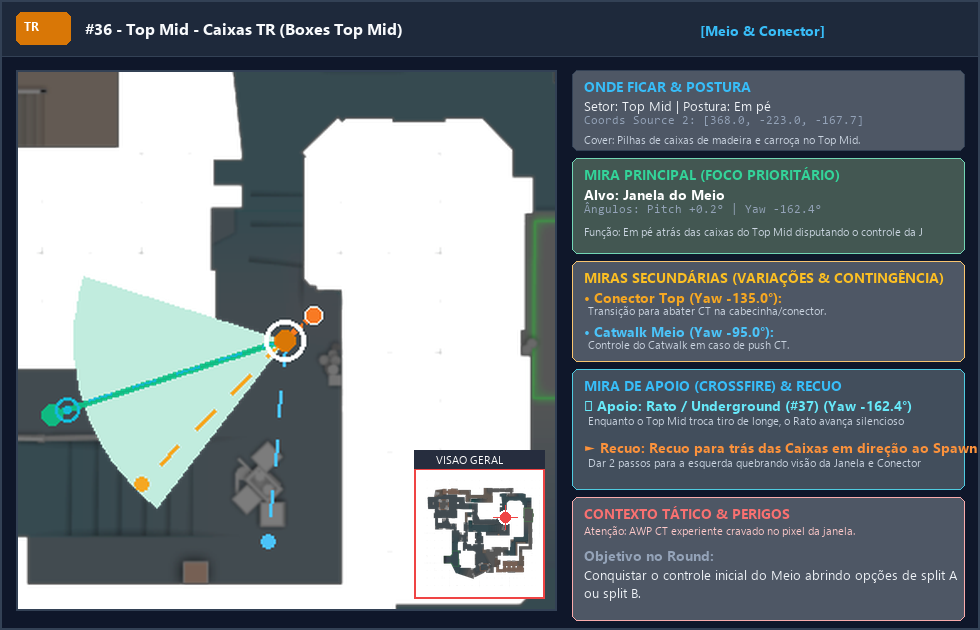 TR
#36 - Top Mid - Caixas TR (Boxes Top Mid)
[Meio & Conector]
ONDE FICAR & POSTURA
Setor: Top Mid | Postura: Em pé
Coords Source 2: [368.0, -223.0, -167.7]
Cover: Pilhas de caixas de madeira e carroça no Top Mid.
MIRA PRINCIPAL (FOCO PRIORITÁRIO)
Alvo: Janela do Meio
Ângulos: Pitch +0.2° | Yaw -162.4°
Função: Em pé atrás das caixas do Top Mid disputando o controle da J
MIRAS SECUNDÁRIAS (VARIAÇÕES & CONTINGÊNCIA)
• Conector Top (Yaw -135.0°):
Transição para abater CT na cabecinha/conector.
• Catwalk Meio (Yaw -95.0°):
Controle do Catwalk em caso de push CT.
MIRA DE APOIO (CROSSFIRE) & RECUO
Apoio: Rato / Underground (#37) (Yaw -162.4°)
Enquanto o Top Mid troca tiro de longe, o Rato avança silencioso
► Recuo: Recuo para trás das Caixas em direção ao Spawn
Dar 2 passos para a esquerda quebrando visão da Janela e Conector
VISAO GERAL
CONTEXTO TÁTICO & PERIGOS
Atenção: AWP CT experiente cravado no pixel da janela.
Objetivo no Round:
Conquistar o controle inicial do Meio abrindo opções de split A
ou split B.